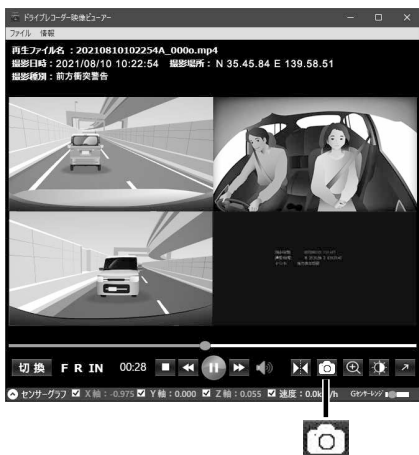 ドライブレコーダー映像ビューアー
ファイル 情報
再生ファイル名：20210810102254A_000o.mp4
撮影日時：2021/08/10 10:22:54 撮影場所： N 35.45.84 E 139.58.51
撮影種別：前方衝突警告
切 換 F R IN 00:28
センサーグラフ X 軸：-0.975 Y 軸：0.000 Z 軸：0.055 速度：0.0k /h Gセンサーレンジ